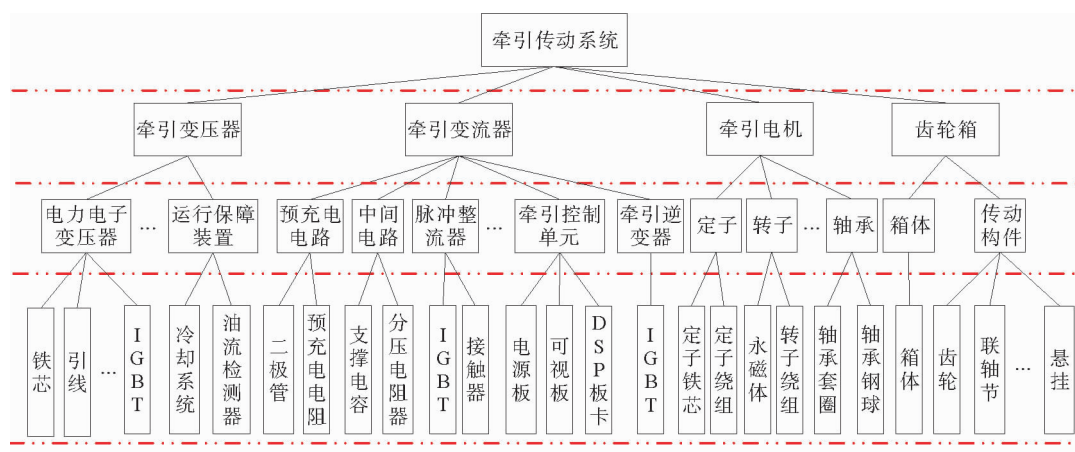 牵引传动系统
牵引变压器
牵引变流器
牵引电机
齿轮箱
电力电子
变压器
...
运行保障
装置
预充电
电路
中间
电路
脉冲整
流器
...
牵引控制
单元
牵引逆
变器
定子
转子
...
轴承
箱体
传动
构件
铁芯
引线
...
IGBT
冷却系统
油流检测器
二极管
预充电电阻
支撑电容
分压电阻器
IGBT
接触器
电源板
可视板
DSP板卡
IGBT
定子铁芯
定子绕组
永磁体
转子绕组
轴承套圈
轴承钢球
箱体
齿轮
联轴节
...
悬挂